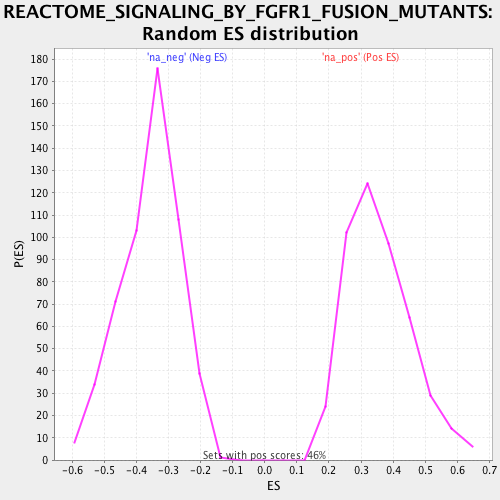 REACTOME_SIGNALING_BY_FGFR1_FUSION_MUTANTS:
Random ES distribution
'na_neg' (Neg ES) 'na_pos' (Pos ES)
180
170
160
150
140
130
120
110
100
90
80
70
60
50
40
30
20
10
0
P(ES)
Sets with pos scores: 46%
-0.6 -0.5 -0.4 -0.3 -0.2 -0.1 0.0 0.1 0.2 0.3 0.4 0.5 0.6 0.7
ES